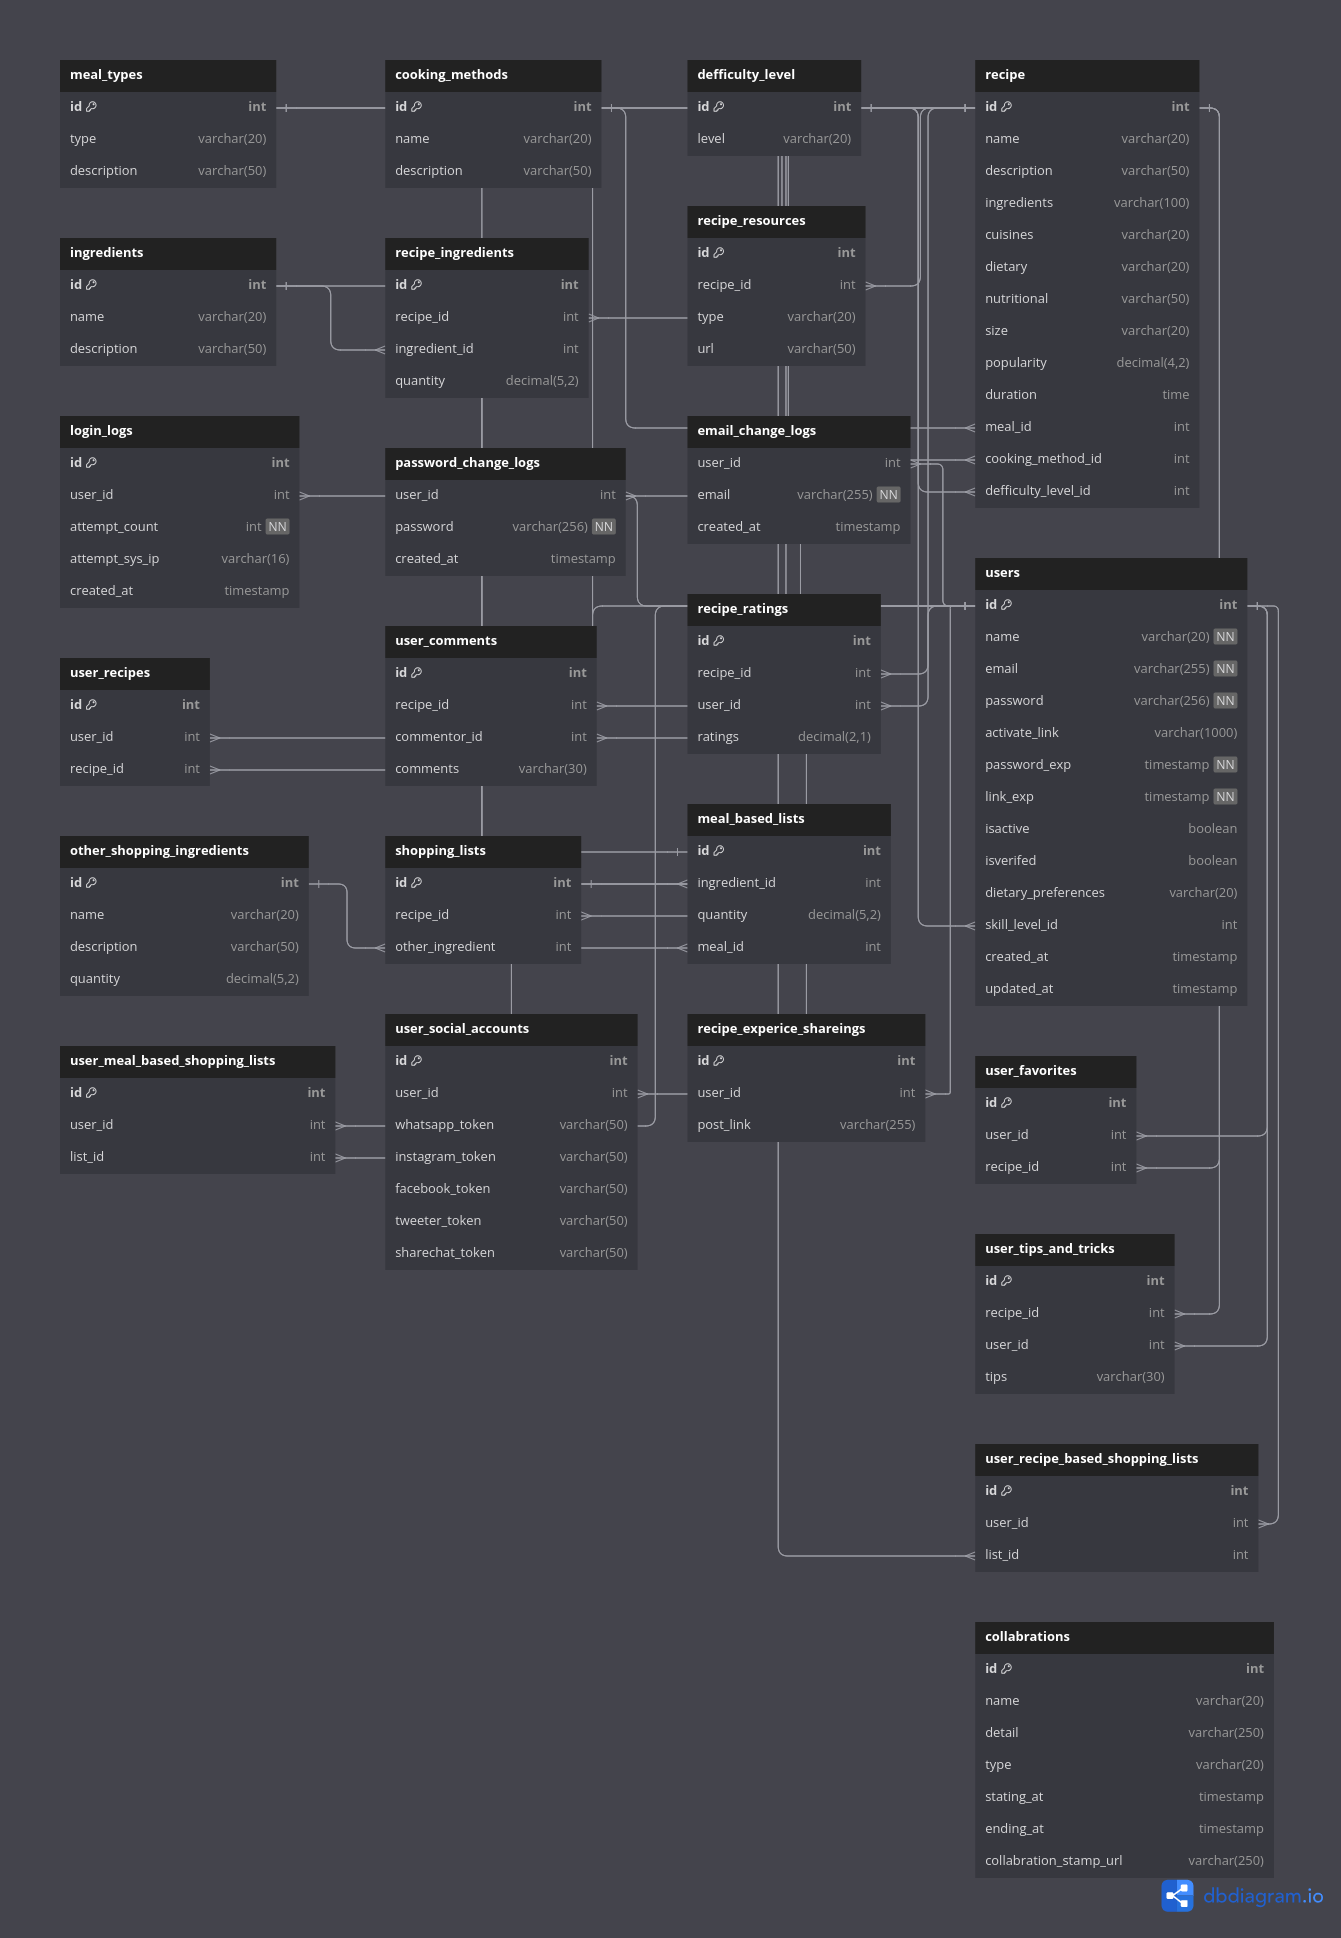 meal_types
id int
type varchar(20)
description varchar(50)
cooking_methods
id int
name varchar(20)
description varchar(50)
defficulty_level
id int
level varchar(20)
recipe
id int
name varchar(20)
description varchar(50)
ingredients varchar(100)
cuisines varchar(20)
dietary varchar(20)
nutritional varchar(50)
size varchar(20)
popularity decimal(4,2)
duration time
meal_id int
cooking_method_id int
defficulty_level_id int
recipe_resources
id int
recipe_id int
type varchar(20)
url varchar(50)
ingredients
id int
name varchar(20)
description varchar(50)
recipe_ingredients
id int
recipe_id int
ingredient_id int
quantity decimal(5,2)
login_logs
id int
user_id int
attempt_count int NN
attempt_sys_ip varchar(16)
created_at timestamp
password_change_logs
user_id int
password varchar(256) NN
created_at timestamp
email_change_logs
user_id int
email varchar(255) NN
created_at timestamp
users
id int
name varchar(20) NN
email varchar(255) NN
password varchar(256) NN
activate_link varchar(1000)
password_exp timestamp NN
link_exp timestamp NN
isactive boolean
isverifed boolean
dietary_preferences varchar(20)
skill_level_id int
created_at timestamp
updated_at timestamp
recipe_ratings
id int
recipe_id int
user_id int
ratings decimal(2,1)
user_comments
id int
recipe_id int
commentor_id int
comments varchar(30)
user_recipes
id int
user_id int
recipe_id int
other_shopping_ingredients
id int
name varchar(20)
description varchar(50)
quantity decimal(5,2)
shopping_lists
id int
recipe_id int
other_ingredient int
meal_based_lists
id int
ingredient_id int
quantity decimal(5,2)
meal_id int
user_meal_based_shopping_lists
id int
user_id int
list_id int
user_social_accounts
id int
user_id int
whatsapp_token varchar(50)
instagram_token varchar(50)
facebook_token varchar(50)
tweeter_token varchar(50)
sharechat_token varchar(50)
recipe_experice_shareings
id int
user_id int
post_link varchar(255)
user_favorites
id int
user_id int
recipe_id int
user_tips_and_tricks
id int
recipe_id int
user_id int
tips varchar(30)
user_recipe_based_shopping_lists
id int
user_id int
list_id int
collabrations
id int
name varchar(20)
detail varchar(250)
type varchar(20)
stating_at timestamp
ending_at timestamp
collabration_stamp_url varchar(250)
dbdiagram.io